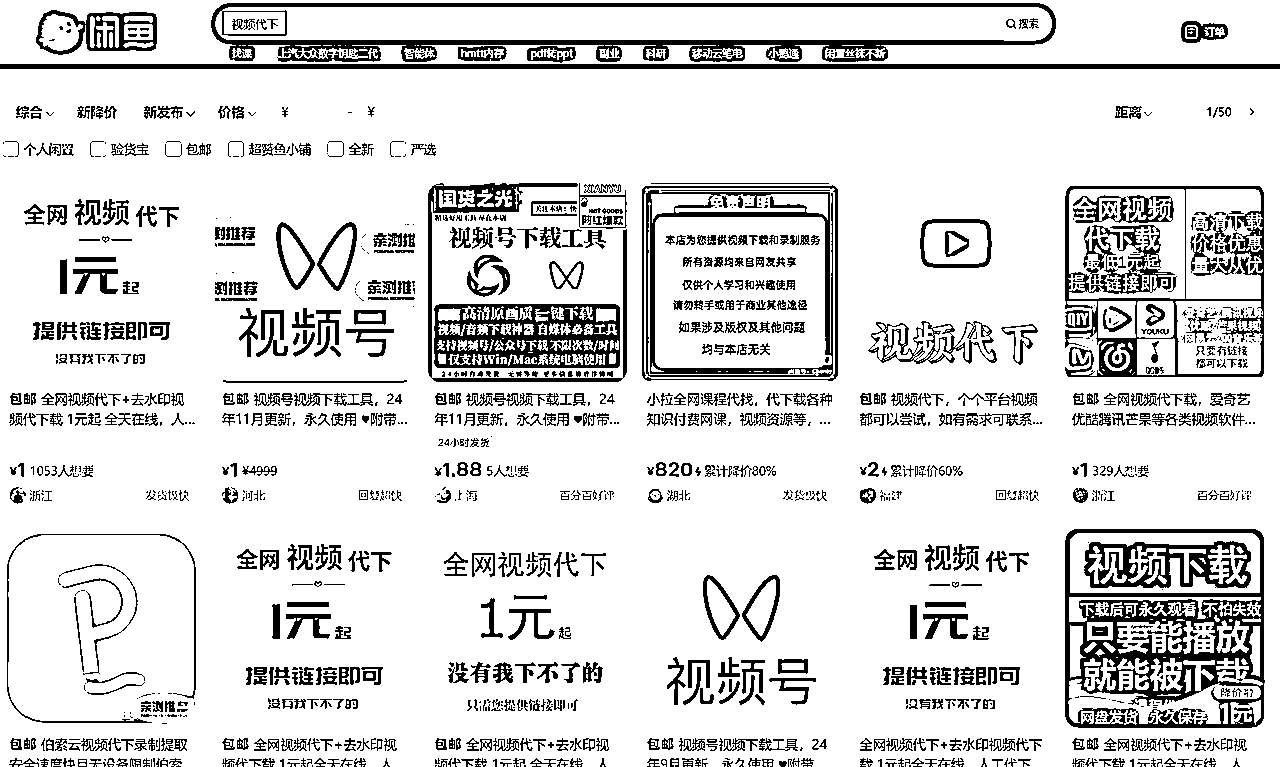 闲鱼
视频代下
搜索
订单
上汽大众数字钥匙二代
智能体
pdf转ppt
副业
科研
移动云笔电
综合
新降价
新发布
价格
¥ - ¥
距离
1/50
个人闲置
验货宝
包邮
超赞鱼小铺
全新
严选
全网 视频 代下
1元起
提供链接即可
没有我下不了的
包邮 全网视频代下+去水印视
频代下载 1元起 全天在线，人...
¥1 1053人想要
浙江
发货极快
亲测推
视频号
包邮 视频号视频下载工具，24
年11月更新，永久使用 ♥附带...
¥1 ¥4999
河北
回复超快
国货之光
XIANYU
HOT GOODS
网红爆款
视频号下载工具
高清原画质一键下载
视频/音频下载神器 自媒体必备工具
支持视频号/公众号下载 不限次数/时间
仅支持Win/Mac系统电脑使用
包邮 视频号视频下载工具，24
年11月更新，永久使用 ♥附带...
24小时发货
¥1.88 5人想要
上海
百分百好评
免责声明
本店为您提供视频下载和录制服务
所有资源均来自网友共享
仅供个人学习和兴趣使用
请勿转手或用于商业其他途径
如果涉及版权及其他问题
均与本店无关
小拉全网课程代找，代下载各种
知识付费网课，视频资源等，...
¥820 累计降价80%
湖北
发货极快
视频代下
包邮 视频代下，个个平台视频
都可以尝试，如有需求可联系...
¥2 累计降价60%
福建
回复超快
全网视频
代下载
最低1元起
提供链接即可
高清下载
价格优惠
量大从优
YOUKU
只要有链接
都可以下载
包邮 全网视频代下载，爱奇艺
优酷腾讯芒果等各类视频软件...
¥1 329人想要
浙江
百分百好评
亲测推荐
包邮 伯索云视频代下录制提取
安全速度快且无设备限制伯索
全网 视频 代下
1元起
提供链接即可
没有我下不了的
包邮 全网视频代下+去水印视
频代下载 1元起 全天在线，人
全网视频代下
1元起
没有我下不了的
只需您提供链接即可
包邮 全网视频代下+去水印视
频代下载 1元起 全天在线，人
视频号
包邮 视频号视频下载工具，24
年9月更新，永久使用 ♥附带
全网 视频 代下
1元起
提供链接即可
没有我下不了的
全网视频代下+去水印视频代下
载 1元起全天在线，人工代下
视频下载
下载后可永久观看 不怕失效
只要能播放
就能被下载
降价啦
网盘发货 永久保存 1元
包邮 全网视频代下+去水印视
频代下载 1元起 全天在线，人